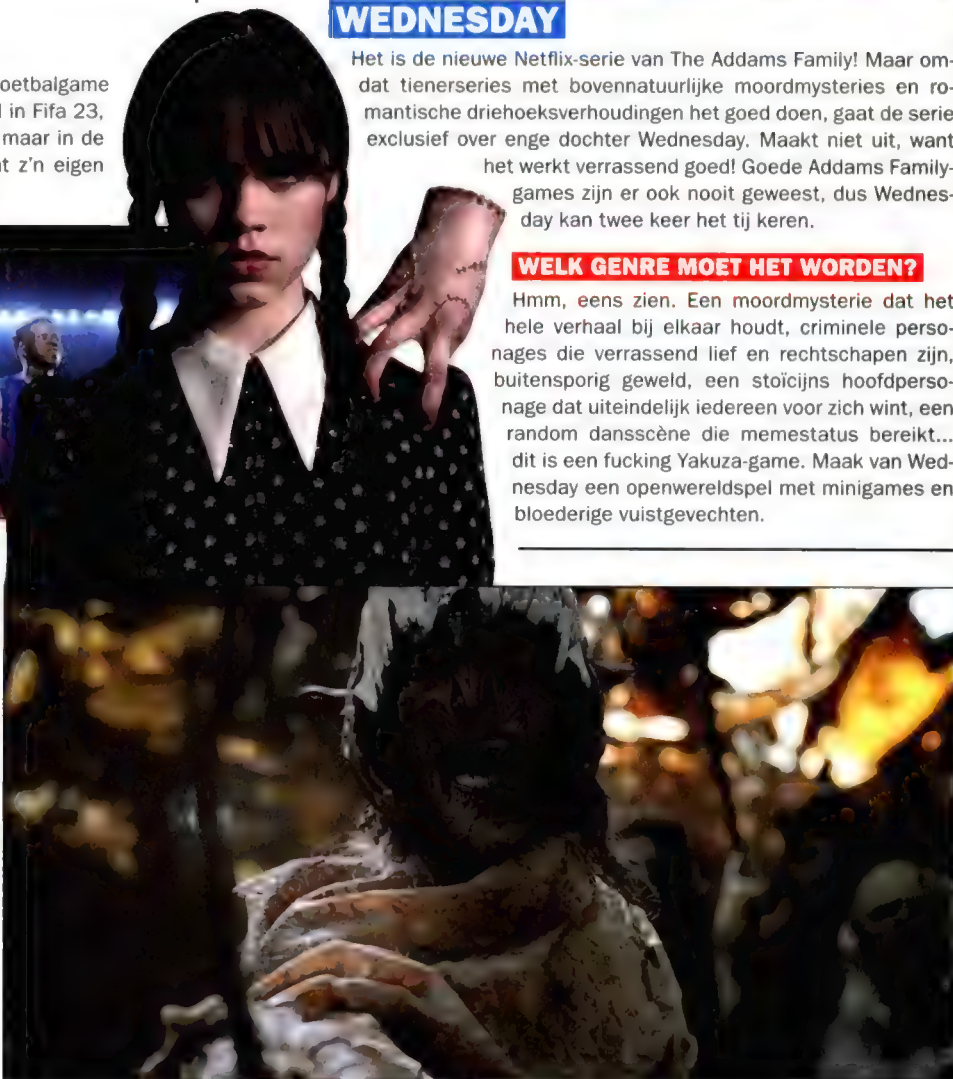 oetbalgame
in Fifa 23,
maar in de
z'n eigen
WEDNESDAY
Het is de nieuwe Netflix-serie van The Addams Family! Maar om-
dat tienerseries met bovennatuurlijke moordmysteries en ro-
mantische driehoeksverhoudingen het goed doen, gaat de serie
exclusief over enge dochter Wednesday. Maakt niet uit, want
het werkt verrassend goed! Goede Addams Family-
games zijn er ook nooit geweest, dus Wednes-
day kan twee keer het tij keren.
WELK GENRE MOET HET WORDEN?
Hmm, eens zien. Een moordmysterie dat het
hele verhaal bij elkaar houdt, criminele perso-
nages die verrassend lief en rechtschapen zijn,
buitensporig geweld, een stoïcijns hoofdperso-
nage dat uiteindelijk iedereen voor zich wint, een
random dansscène die memestatus bereikt...
dit is een fucking Yakuza-game. Maak van Wed-
nesday een openwereldspel met minigames en
bloederige vuistgevechten.